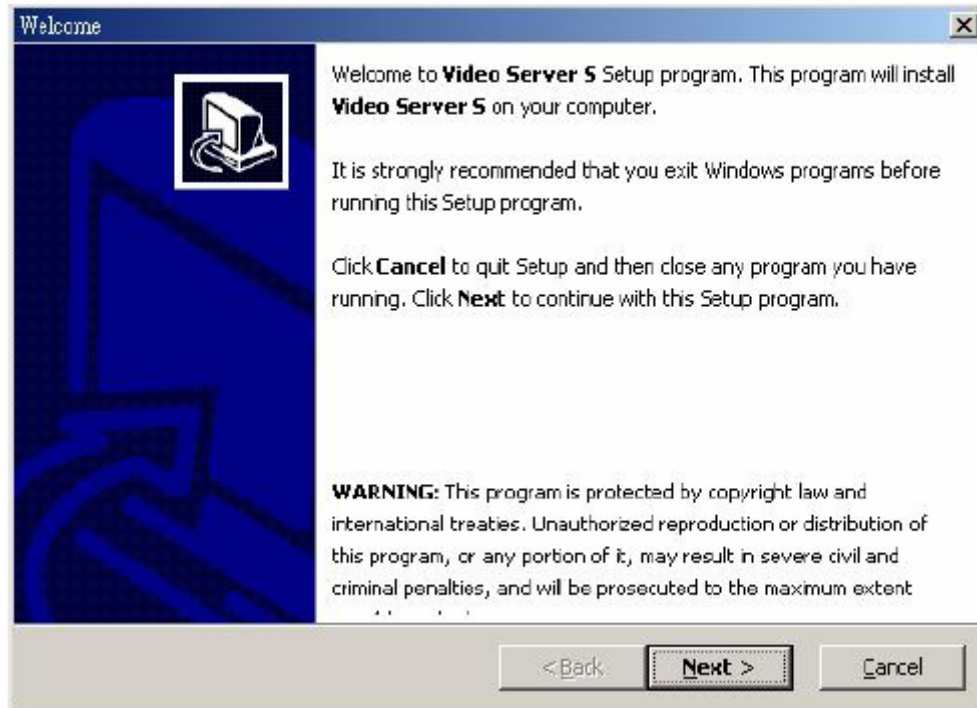 Welcome
Welcome to Video Server S Setup program. This program will install
Video Server S on your computer.
It is strongly recommended that you exit Windows programs before
running this Setup program.
Click Cancel to quit Setup and then close any program you have
running. Click Next to continue with this Setup program.
WARNING: This program is protected by copyright law and
international treaties. Unauthorized reproduction or distribution of
this program, or any portion of it, may result in severe civil and
criminal penalties, and will be prosecuted to the maximum extent
< Back
Next >
Cancel